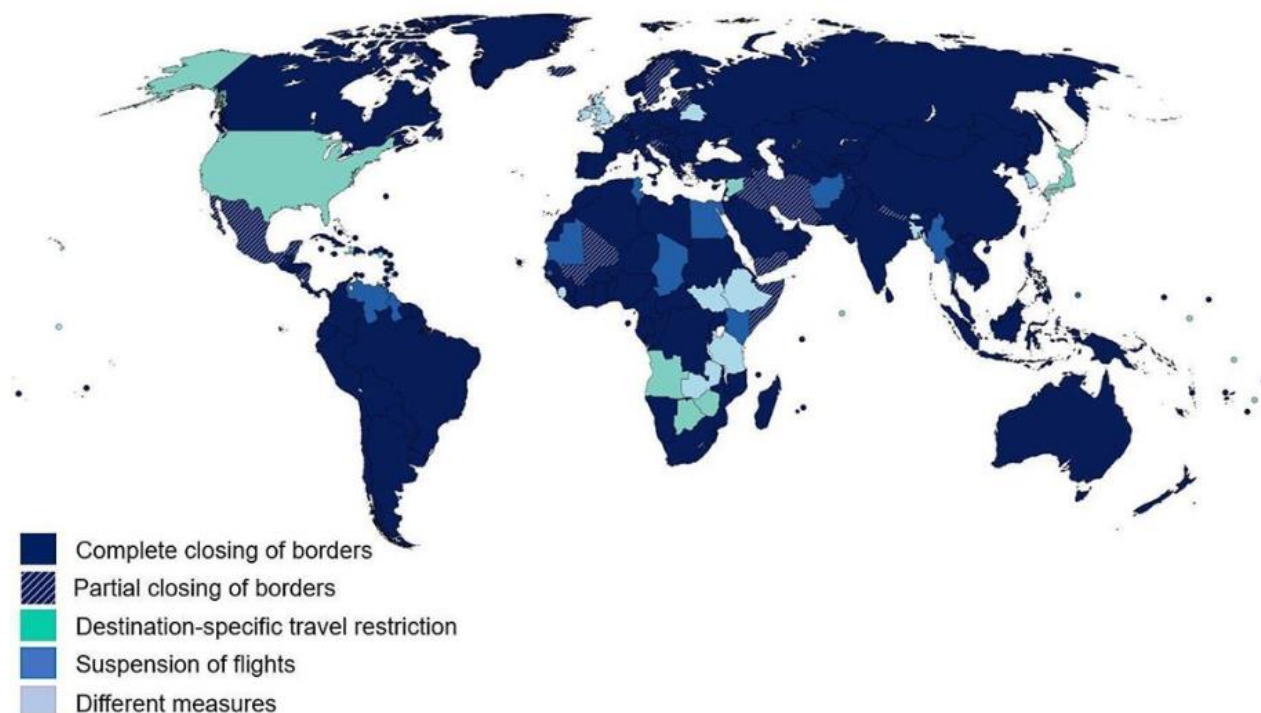 Complete closing of borders
Partial closing of borders
Destination-specific travel restriction
Suspension of flights
Different measures